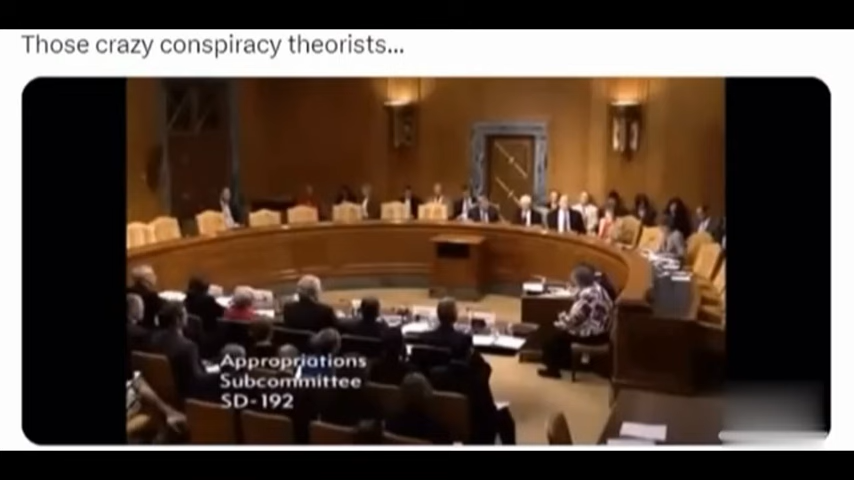 Those crazy conspiracy theorists...
Appropriations
Subcommittee
SD-192